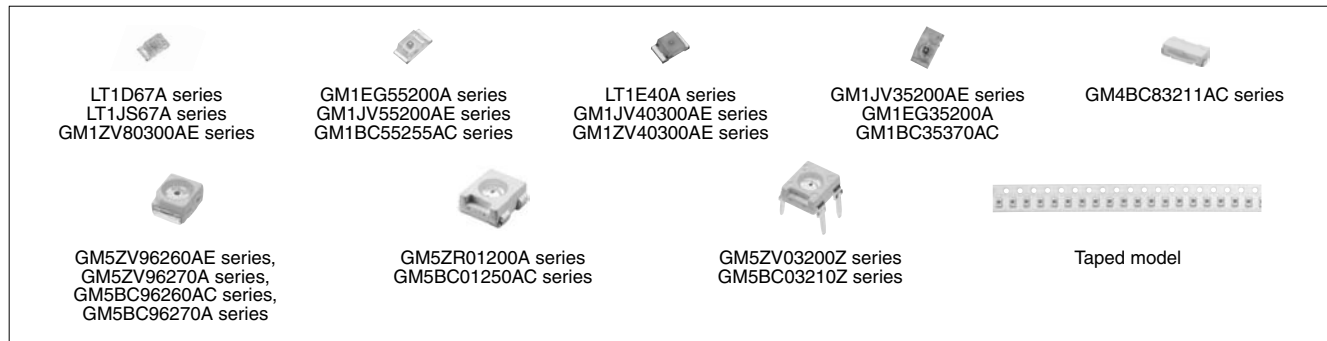 LT1D67A series
LT1JS67A series
GM1ZV80300AE series
GM1EG55200A series
GM1JV55200AE series
GM1BC55255AC series
LT1E40A series
GM1JV40300AE series
GM1ZV40300AE series
GM1JV35200AE series
GM1EG35200A
GM1BC35370AC
GM4BC83211AC series
GM5ZV96260AE series,
GM5ZV96270A series,
GM5BC96260AC series,
GM5BC96270A series
GM5ZR01200A series
GM5BC01250AC series
GM5ZV03200Z series
GM5BC03210Z series
Taped model